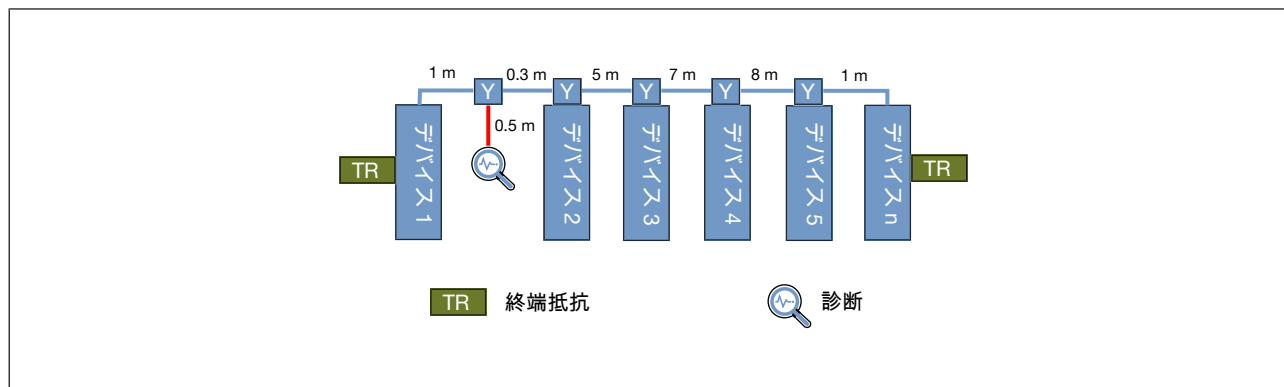 1 m
0.3 m
5 m
7 m
8 m
1 m
Y
Y
Y
Y
Y
0.5 m
TR
デバイス 1
デバイス 2
デバイス 3
デバイス 4
デバイス 5
デバイス n
TR
TR
終端抵抗
診断